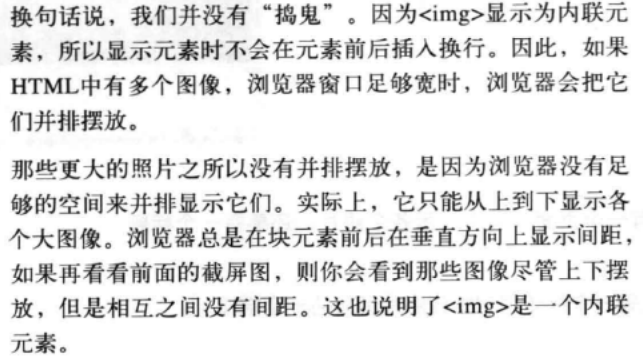 换句话说，我们并没有“捣鬼”。因为<img>显示为内联元
素，所以显示元素时不会在元素前后插入换行。因此，如果
HTML中有多个图像，浏览器窗口足够宽时，浏览器会把它
们并排摆放。
那些更大的照片之所以没有并排摆放，是因为浏览器没有足
够的空间来并排显示它们。实际上，它只能从上到下显示各
个大图像。浏览器总是在块元素前后在垂直方向上显示间距，
如果再看看前面的截屏图，则你会看到那些图像尽管上下摆
放，但是相互之间没有间距。这也说明了<img>是一个内联
元素。